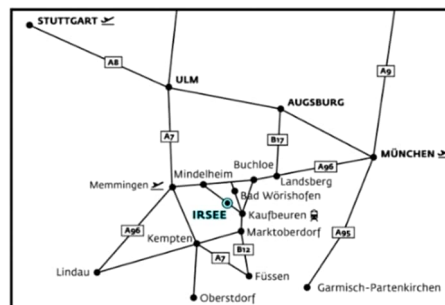 STUTTGART
A8
A9
ULM
AUGSBURG
A7
B17
MÜNCHEN
Buchloe
A96
Mindelheim
Landsberg
Memmingen
Bad Wörishofen
IRSEE
Kaufbeuren
A96
Marktoberdorf
A95
Kempten
B12
A7
Lindau
Füssen
Garmisch-Partenkirchen
Oberstdorf